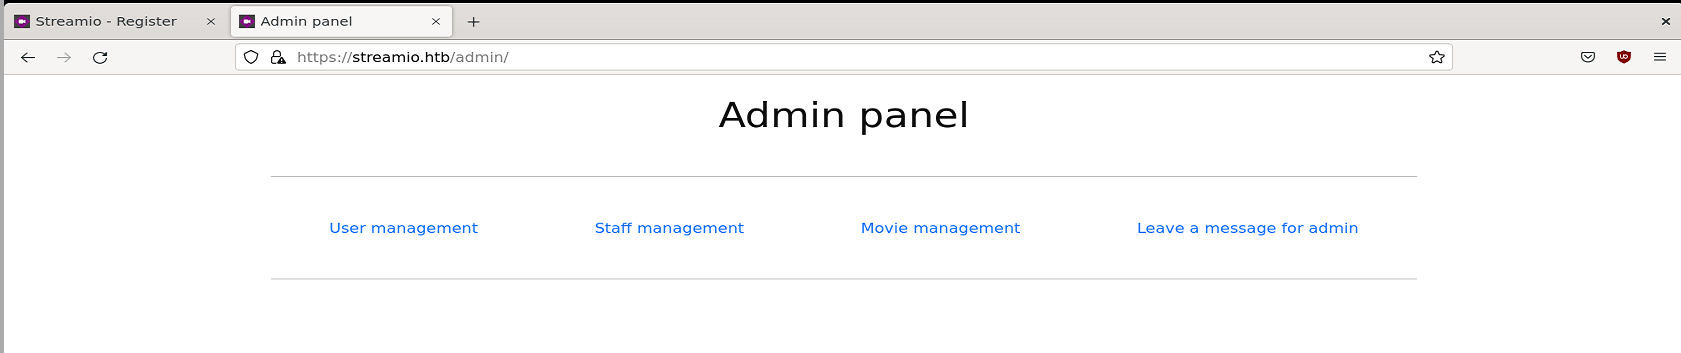 Streamio - Register
Admin panel
https://streamio.htb/admin/
Admin panel
User management
Staff management
Movie management
Leave a message for admin